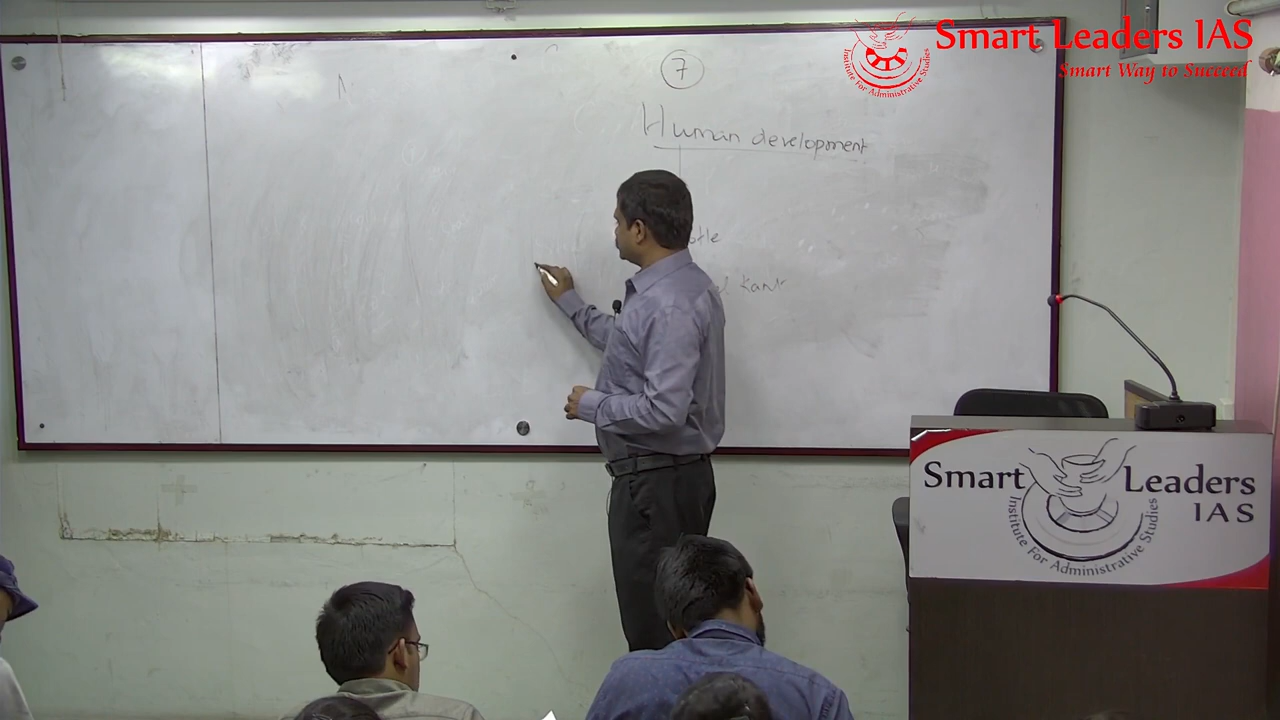 Smart Leaders IAS
Smart Way to Succeed
Institute For Administrative Studies
7
Human development
otle
l Kant
Smart Leaders
IAS
Institute For Administrative Studies